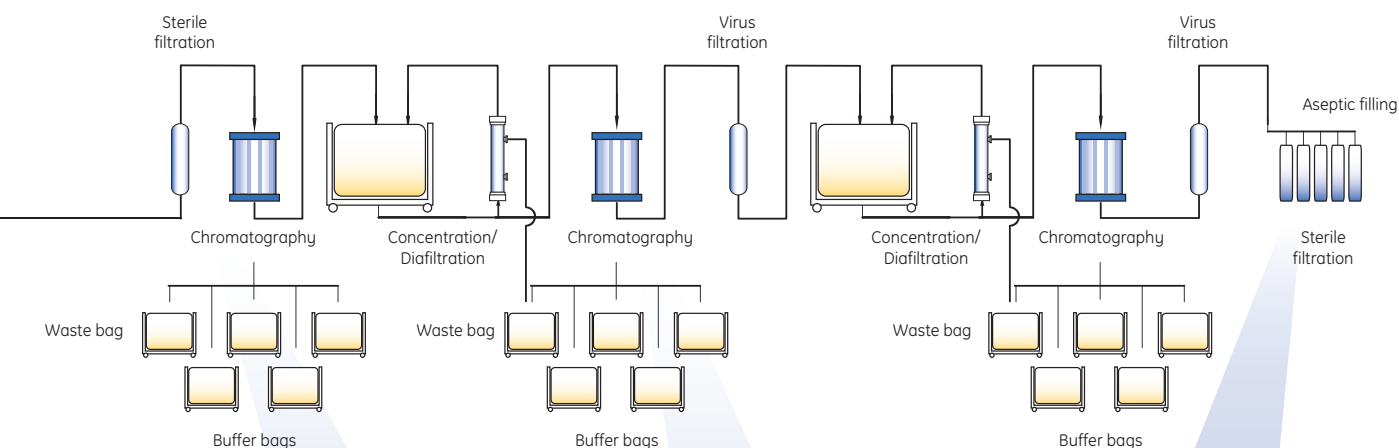 Sterile
filtration
Virus
filtration
Virus
filtration
Aseptic filling
Chromatography
Concentration/
Diafiltration
Chromatography
Concentration/
Diafiltration
Chromatography
Sterile
filtration
Waste bag
Waste bag
Waste bag
Buffer bags
Buffer bags
Buffer bags